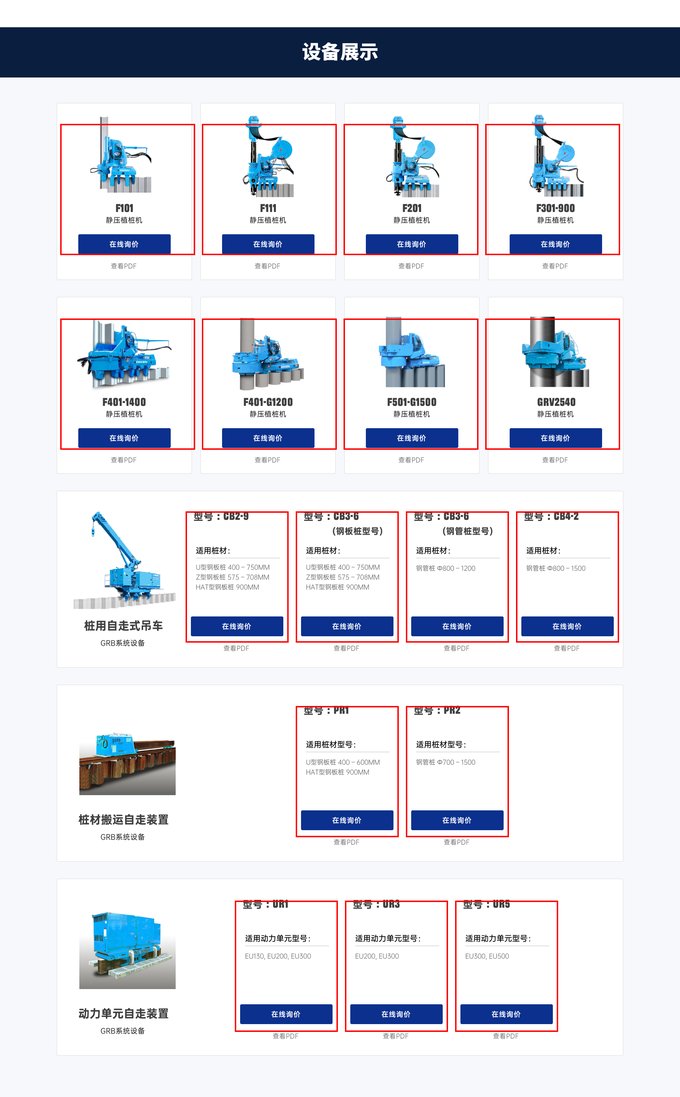 设备展示
F101
静压植桩机
在线询价
查看PDF
F111
静压植桩机
在线询价
查看PDF
F201
静压植桩机
在线询价
查看PDF
F301-900
静压植桩机
在线询价
查看PDF
F401-1400
静压植桩机
在线询价
查看PDF
F401-G1200
静压植桩机
在线询价
查看PDF
F501-G1500
静压植桩机
在线询价
查看PDF
GRV2540
静压植桩机
在线询价
查看PDF
桩用自走式吊车
GRB系统设备
型号：CB2-9
适用桩材：
U型钢板桩 400 – 750MM
Z型钢板桩 575 – 708MM
HAT型钢板桩 900MM
在线询价
查看PDF
型号：CB3-6
(钢板桩型号)
适用桩材：
U型钢板桩 400 – 750MM
Z型钢板桩 575 – 708MM
HAT型钢板桩 900MM
在线询价
查看PDF
型号：CB3-6
(钢管桩型号)
适用桩材：
钢管桩 Φ800 – 1200
在线询价
查看PDF
型号：CB4-2
适用桩材：
钢管桩 Φ800 – 1500
在线询价
查看PDF
桩材搬运自走装置
GRB系统设备
型号：PR1
适用桩材型号：
U型钢板桩 400 – 600MM
HAT型钢板桩 900MM
在线询价
查看PDF
型号：PR2
适用桩材型号：
钢管桩 Φ700 – 1500
在线询价
查看PDF
动力单元自走装置
GRB系统设备
型号：UR1
适用动力单元型号：
EU130, EU200, EU300
在线询价
查看PDF
型号：UR3
适用动力单元型号：
EU200, EU300
在线询价
查看PDF
型号：UR5
适用动力单元型号：
EU300, EU500
在线询价
查看PDF